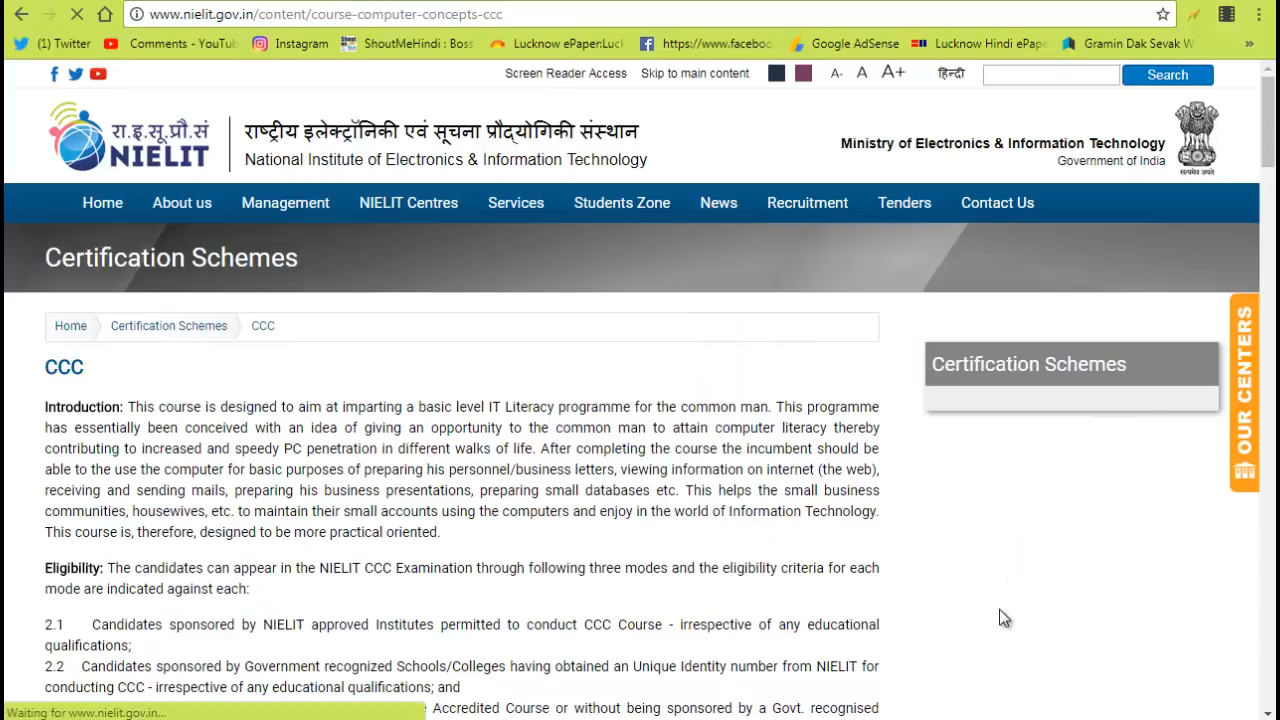 www.nielit.gov.in/content/course-computer-concepts-ccc
(1) Twitter Comments - YouTu Instagram ShoutMeHindi : Boss Lucknow ePaper:Luc https://www.faceboo Google AdSense Lucknow Hindi ePape Gramin Dak Sevak W »
Screen Reader Access Skip to main content A- A A+ हिन्दी Search
रा.इ.सू.प्रौ.सं
NIELIT
राष्ट्रीय इलेक्ट्रॉनिकी एवं सूचना प्रौद्योगिकी संस्थान
National Institute of Electronics & Information Technology
Ministry of Electronics & Information Technology
Government of India
सत्यमेव जयते
Home About us Management NIELIT Centres Services Students Zone News Recruitment Tenders Contact Us
Certification Schemes
Home Certification Schemes CCC
Certification Schemes
OUR CENTERS
CCC
Introduction: This course is designed to aim at imparting a basic level IT Literacy programme for the common man. This programme
has essentially been conceived with an idea of giving an opportunity to the common man to attain computer literacy thereby
contributing to increased and speedy PC penetration in different walks of life. After completing the course the incumbent should be
able to the use the computer for basic purposes of preparing his personnel/business letters, viewing information on internet (the web),
receiving and sending mails, preparing his business presentations, preparing small databases etc. This helps the small business
communities, housewives, etc. to maintain their small accounts using the computers and enjoy in the world of Information Technology.
This course is, therefore, designed to be more practical oriented.
Eligibility: The candidates can appear in the NIELIT CCC Examination through following three modes and the eligibility criteria for each
mode are indicated against each:
2.1 Candidates sponsored by NIELIT approved Institutes permitted to conduct CCC Course - irrespective of any educational
qualifications;
2.2 Candidates sponsored by Government recognized Schools/Colleges having obtained an Unique Identity number from NIELIT for
conducting CCC - irrespective of any educational qualifications; and
Accredited Course or without being sponsored by a Govt. recognised
Waiting for www.nielit.gov.in...